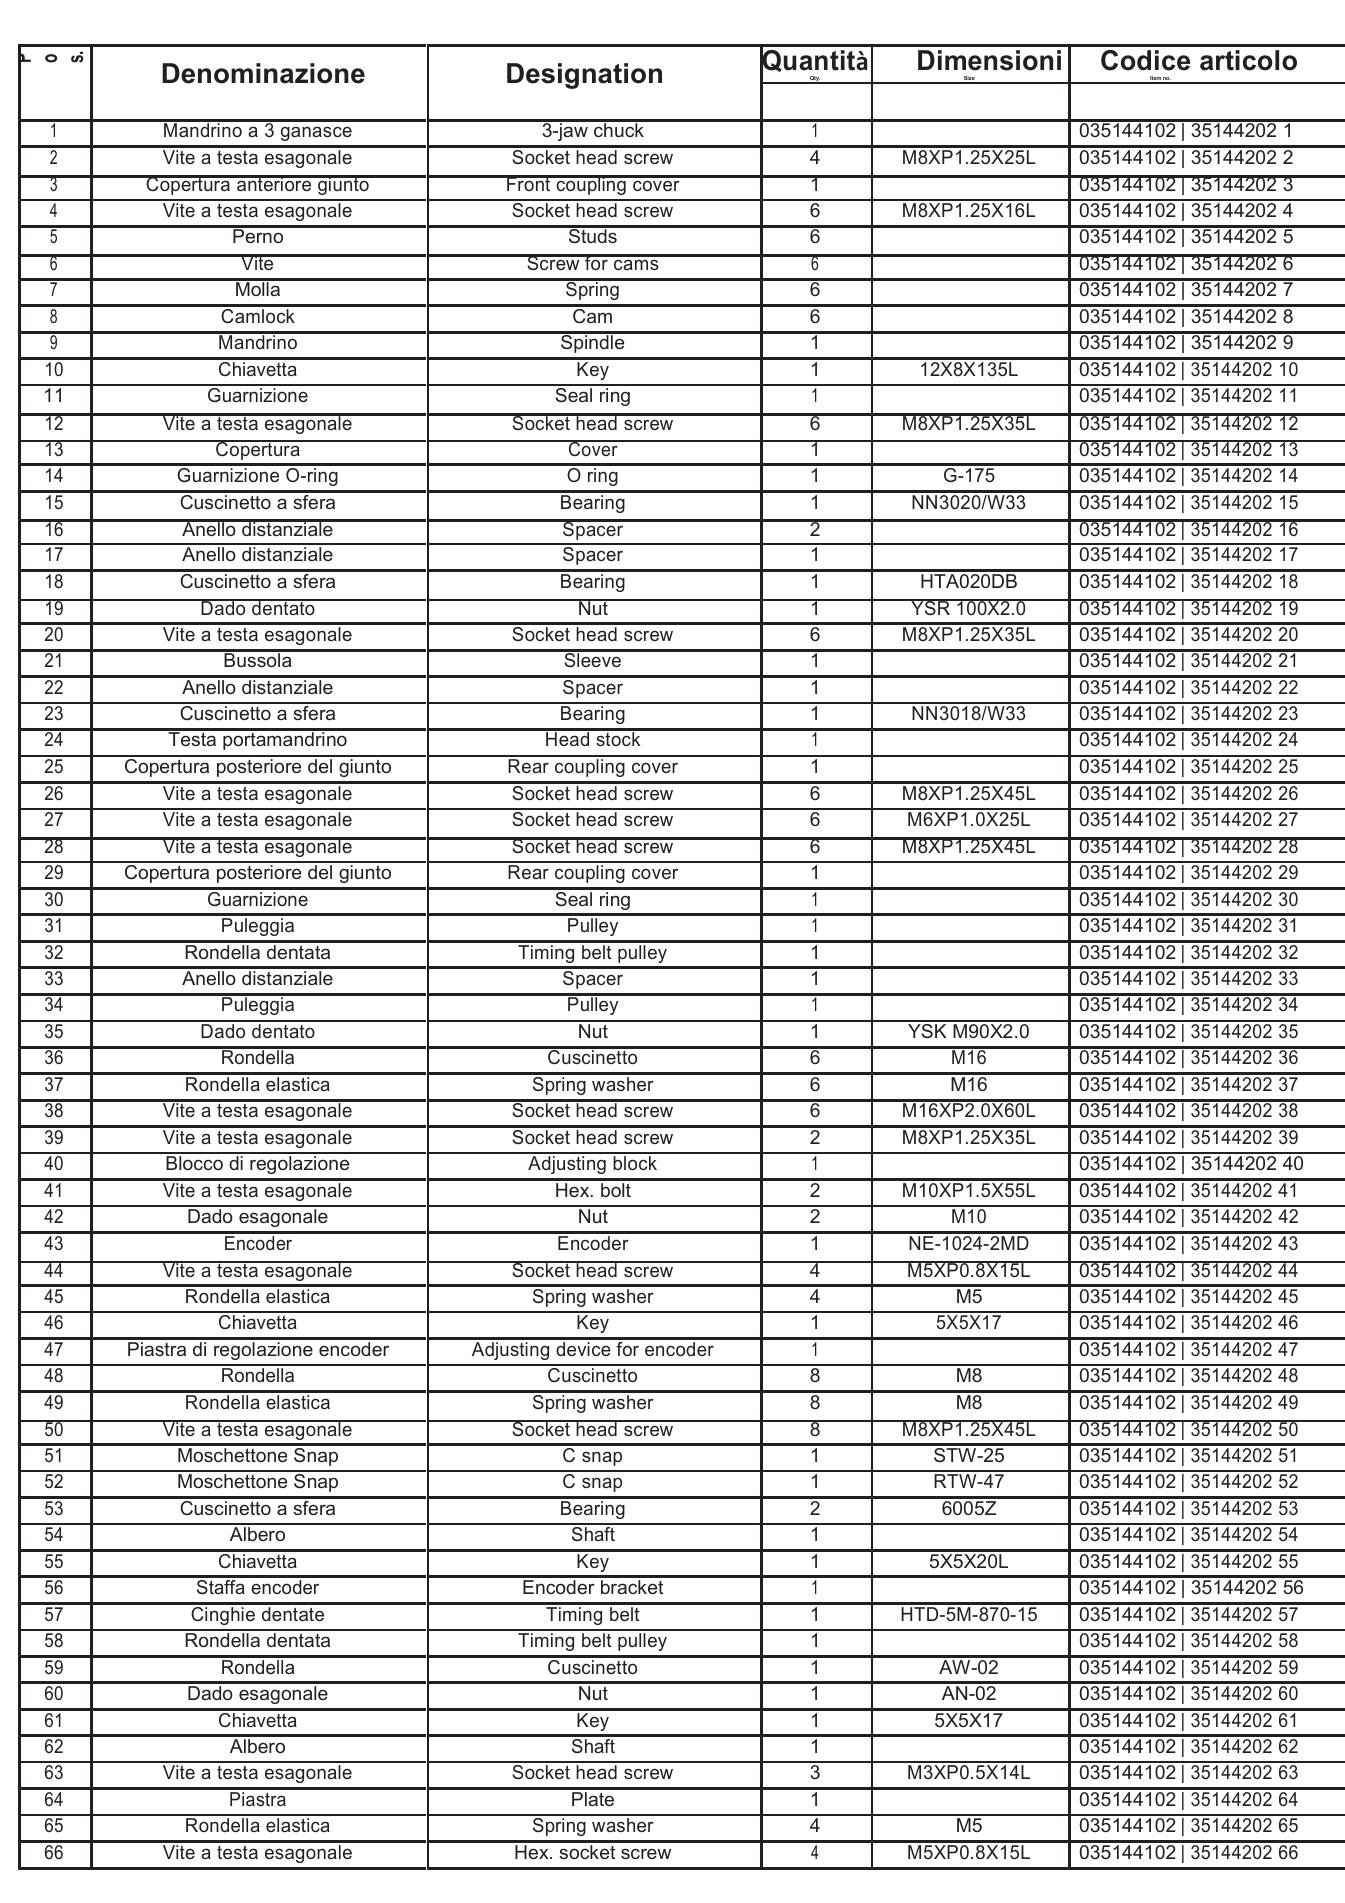 Pos. Denominazione Designation Quantità Dimensioni Codice articolo
Qty. Size Item no.
1 Mandrino a 3 ganasce 3-jaw chuck 1 035144102 | 35144202 1
2 Vite a testa esagonale Socket head screw 4 M8XP1.25X25L 035144102 | 35144202 2
3 Copertura anteriore giunto Front coupling cover 1 035144102 | 35144202 3
4 Vite a testa esagonale Socket head screw 6 M8XP1.25X16L 035144102 | 35144202 4
5 Perno Studs 6 035144102 | 35144202 5
6 Vite Screw for cams 6 035144102 | 35144202 6
7 Molla Spring 6 035144102 | 35144202 7
8 Camlock Cam 6 035144102 | 35144202 8
9 Mandrino Spindle 1 035144102 | 35144202 9
10 Chiavetta Key 1 12X8X135L 035144102 | 35144202 10
11 Guarnizione Seal ring 1 035144102 | 35144202 11
12 Vite a testa esagonale Socket head screw 6 M8XP1.25X35L 035144102 | 35144202 12
13 Copertura Cover 1 035144102 | 35144202 13
14 Guarnizione O-ring O ring 1 G-175 035144102 | 35144202 14
15 Cuscinetto a sfera Bearing 1 NN3020/W33 035144102 | 35144202 15
16 Anello distanziale Spacer 2 035144102 | 35144202 16
17 Anello distanziale Spacer 1 035144102 | 35144202 17
18 Cuscinetto a sfera Bearing 1 HTA020DB 035144102 | 35144202 18
19 Dado dentato Nut 1 YSR 100X2.0 035144102 | 35144202 19
20 Vite a testa esagonale Socket head screw 6 M8XP1.25X35L 035144102 | 35144202 20
21 Bussola Sleeve 1 035144102 | 35144202 21
22 Anello distanziale Spacer 1 035144102 | 35144202 22
23 Cuscinetto a sfera Bearing 1 NN3018/W33 035144102 | 35144202 23
24 Testa portamandrino Head stock 1 035144102 | 35144202 24
25 Copertura posteriore del giunto Rear coupling cover 1 035144102 | 35144202 25
26 Vite a testa esagonale Socket head screw 6 M8XP1.25X45L 035144102 | 35144202 26
27 Vite a testa esagonale Socket head screw 6 M6XP1.0X25L 035144102 | 35144202 27
28 Vite a testa esagonale Socket head screw 6 M8XP1.25X45L 035144102 | 35144202 28
29 Copertura posteriore del giunto Rear coupling cover 1 035144102 | 35144202 29
30 Guarnizione Seal ring 1 035144102 | 35144202 30
31 Puleggia Pulley 1 035144102 | 35144202 31
32 Rondella dentata Timing belt pulley 1 035144102 | 35144202 32
33 Anello distanziale Spacer 1 035144102 | 35144202 33
34 Puleggia Pulley 1 035144102 | 35144202 34
35 Dado dentato Nut 1 YSK M90X2.0 035144102 | 35144202 35
36 Rondella Cuscinetto 6 M16 035144102 | 35144202 36
37 Rondella elastica Spring washer 6 M16 035144102 | 35144202 37
38 Vite a testa esagonale Socket head screw 6 M16XP2.0X60L 035144102 | 35144202 38
39 Vite a testa esagonale Socket head screw 2 M8XP1.25X35L 035144102 | 35144202 39
40 Blocco di regolazione Adjusting block 1 035144102 | 35144202 40
41 Vite a testa esagonale Hex. bolt 2 M10XP1.5X55L 035144102 | 35144202 41
42 Dado esagonale Nut 2 M10 035144102 | 35144202 42
43 Encoder Encoder 1 NE-1024-2MD 035144102 | 35144202 43
44 Vite a testa esagonale Socket head screw 4 M5XP0.8X15L 035144102 | 35144202 44
45 Rondella elastica Spring washer 4 M5 035144102 | 35144202 45
46 Chiavetta Key 1 5X5X17 035144102 | 35144202 46
47 Piastra di regolazione encoder Adjusting device for encoder 1 035144102 | 35144202 47
48 Rondella Cuscinetto 8 M8 035144102 | 35144202 48
49 Rondella elastica Spring washer 8 M8 035144102 | 35144202 49
50 Vite a testa esagonale Socket head screw 8 M8XP1.25X45L 035144102 | 35144202 50
51 Moschettone Snap C snap 1 STW-25 035144102 | 35144202 51
52 Moschettone Snap C snap 1 RTW-47 035144102 | 35144202 52
53 Cuscinetto a sfera Bearing 2 6005Z 035144102 | 35144202 53
54 Albero Shaft 1 035144102 | 35144202 54
55 Chiavetta Key 1 5X5X20L 035144102 | 35144202 55
56 Staffa encoder Encoder bracket 1 035144102 | 35144202 56
57 Cinghie dentate Timing belt 1 HTD-5M-870-15 035144102 | 35144202 57
58 Rondella dentata Timing belt pulley 1 035144102 | 35144202 58
59 Rondella Cuscinetto 1 AW-02 035144102 | 35144202 59
60 Dado esagonale Nut 1 AN-02 035144102 | 35144202 60
61 Chiavetta Key 1 5X5X17 035144102 | 35144202 61
62 Albero Shaft 1 035144102 | 35144202 62
63 Vite a testa esagonale Socket head screw 3 M3XP0.5X14L 035144102 | 35144202 63
64 Piastra Plate 1 035144102 | 35144202 64
65 Rondella elastica Spring washer 4 M5 035144102 | 35144202 65
66 Vite a testa esagonale Hex. socket screw 4 M5XP0.8X15L 035144102 | 35144202 66